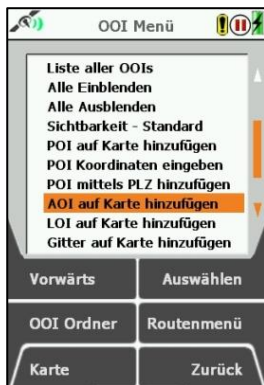 OOI Menü
Liste aller OOIs
Alle Einblenden
Alle Ausblenden
Sichtbarkeit - Standard
POI auf Karte hinzufügen
POI Koordinaten eingeben
POI mittels PLZ hinzufügen
AOI auf Karte hinzufügen
LOI auf Karte hinzufügen
Gitter auf Karte hinzufügen
Vorwärts Auswählen
OOI Ordner Routenmenü
Karte Zurück